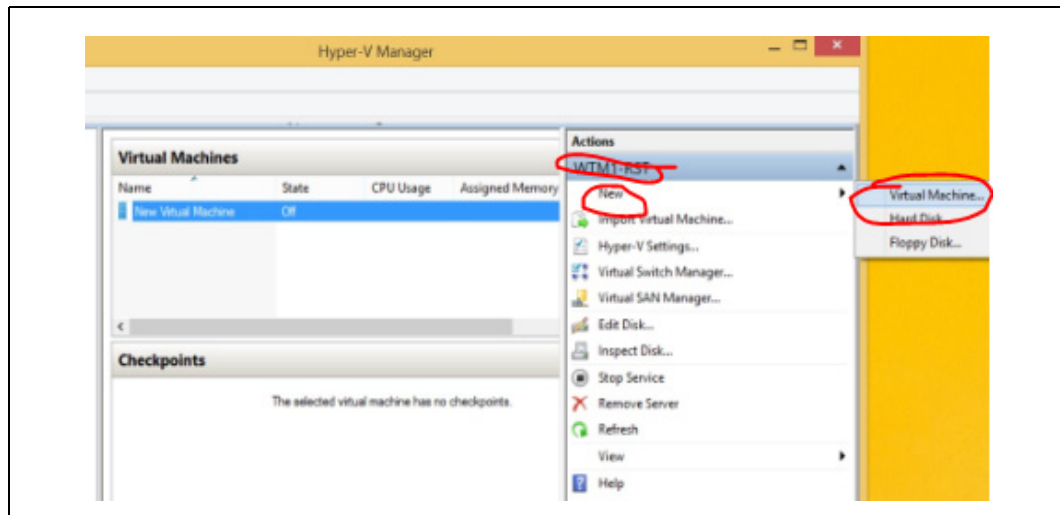 Hyper-V Manager
Virtual Machines
Name State CPU Usage Assigned Memory
New Virtual Machine Off
Checkpoints
The selected virtual machine has no checkpoints.
Actions
WTM1-RST
New
Import Virtual Machine...
Hyper-V Settings...
Virtual Switch Manager...
Virtual SAN Manager...
Edit Disk...
Inspect Disk...
Stop Service
Remove Server
Refresh
View
Help
Virtual Machine...
Hard Disk...
Floppy Disk...